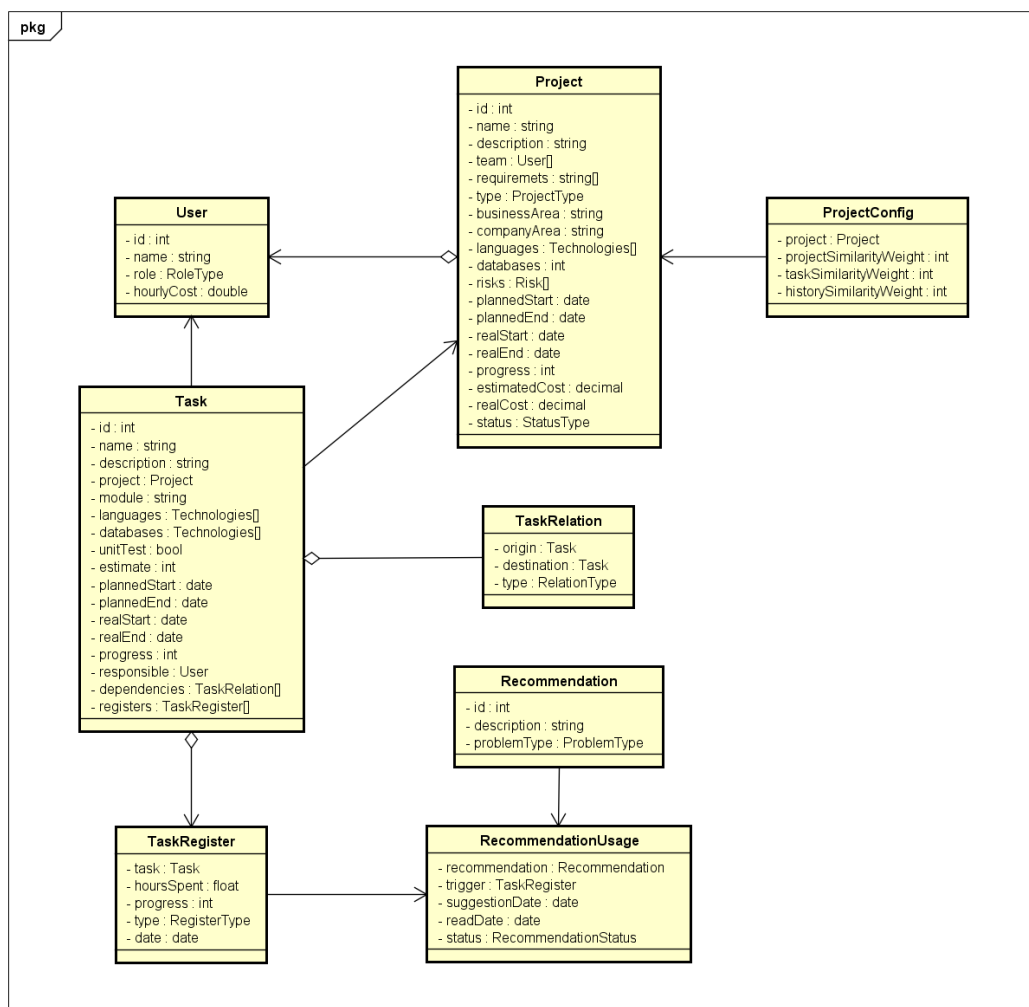 pkg
Project
- id : int
- name : string
- description : string
- team : User[]
- requiremets : string[]
- type : ProjectType
- businessArea : string
- companyArea : string
- languages : Technologies[]
- databases : int
- risks : Risk[]
- plannedStart : date
- plannedEnd : date
- realStart : date
- realEnd : date
- progress : int
- estimatedCost : decimal
- realCost : decimal
- status : StatusType
User
- id : int
- name : string
- role : RoleType
- hourlyCost : double
ProjectConfig
- project : Project
- projectSimilarityWeight : int
- taskSimilarityWeight : int
- historySimilarityWeight : int
Task
- id : int
- name : string
- description : string
- project : Project
- module : string
- languages : Technologies[]
- databases : Technologies[]
- unitTest : bool
- estimate : int
- plannedStart : date
- plannedEnd : date
- realStart : date
- realEnd : date
- progress : int
- responsible : User
- dependencies : TaskRelation[]
- registers : TaskRegister[]
TaskRelation
- origin : Task
- destination : Task
- type : RelationType
Recommendation
- id : int
- description : string
- problemType : ProblemType
TaskRegister
- task : Task
- hoursSpent : float
- progress : int
- type : RegisterType
- date : date
RecommendationUsage
- recommendation : Recommendation
- trigger : TaskRegister
- suggestionDate : date
- readDate : date
- status : RecommendationStatus